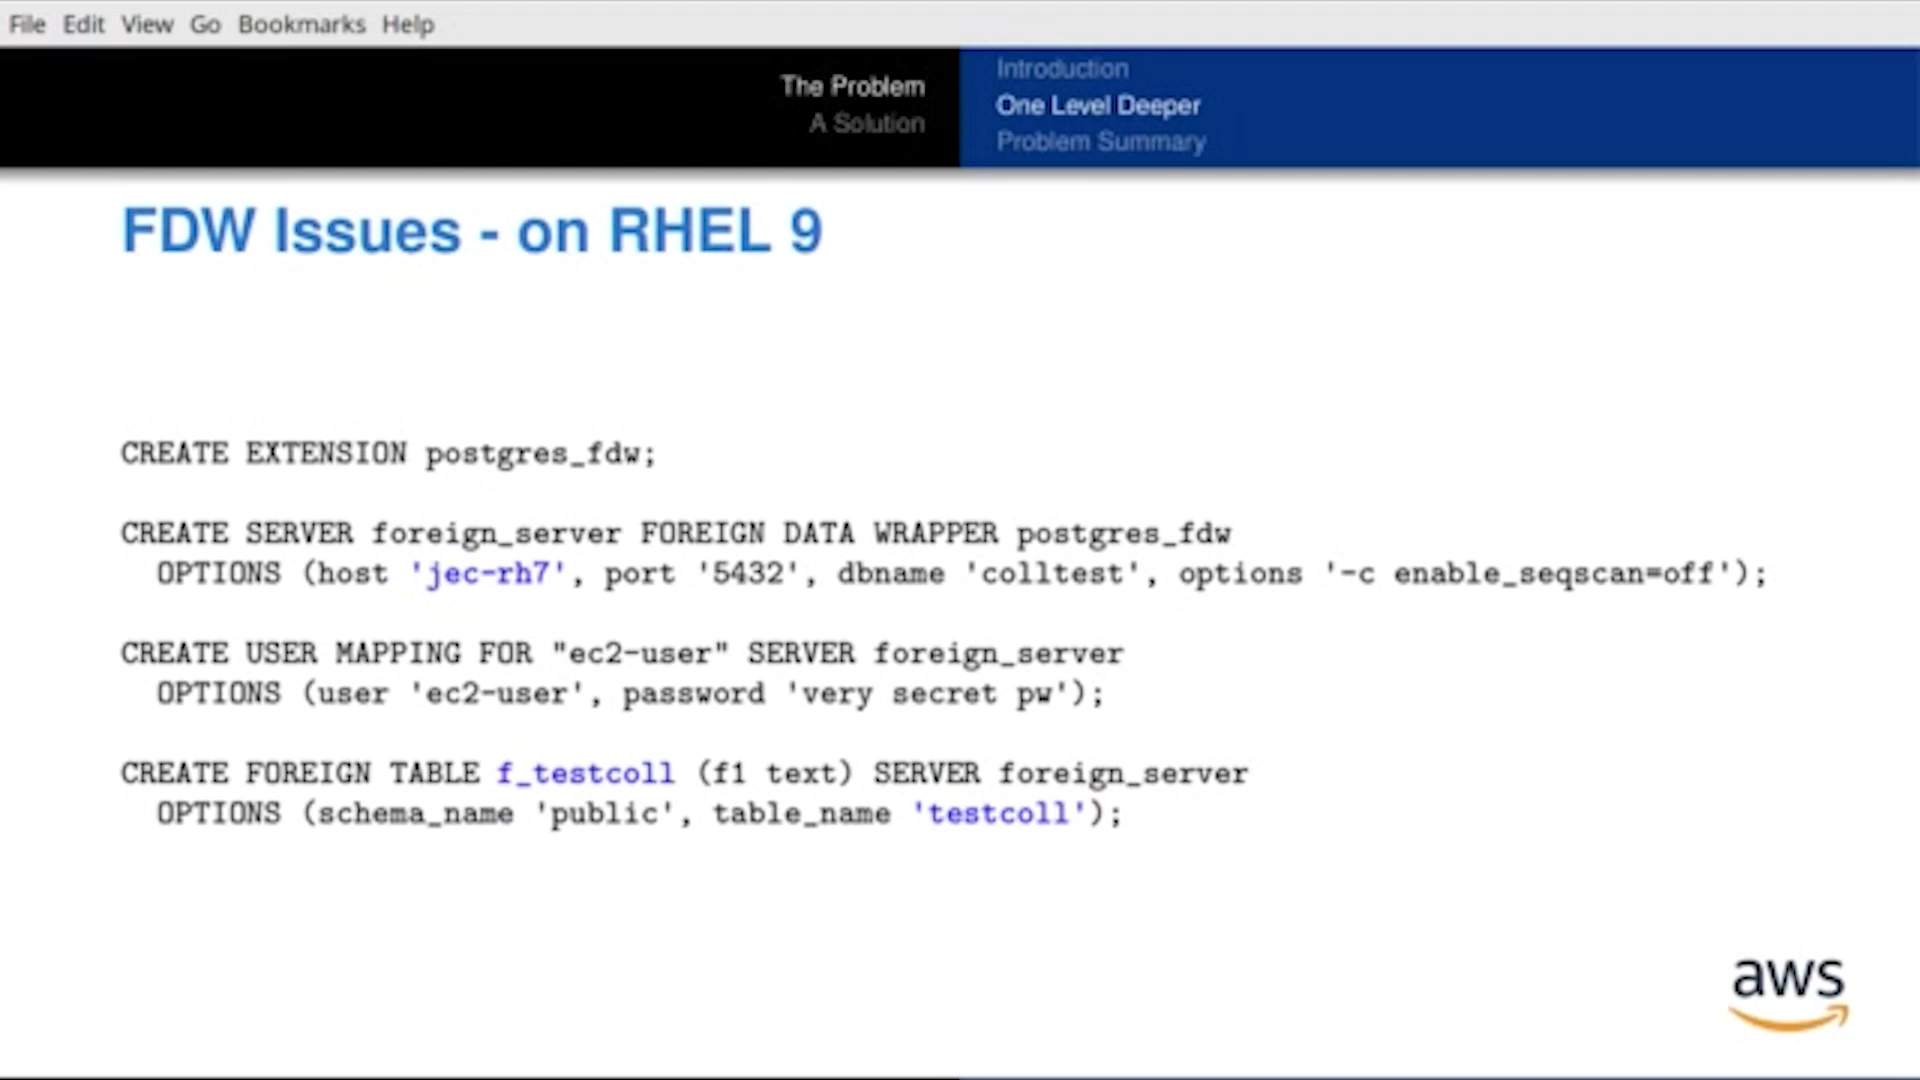 File Edit View Go Bookmarks Help
The Problem
A Solution
Introduction
One Level Deeper
Problem Summary
FDW Issues - on RHEL 9
CREATE EXTENSION postgres_fdw;
CREATE SERVER foreign_server FOREIGN DATA WRAPPER postgres_fdw
OPTIONS (host 'jec-rh7', port '5432', dbname 'colltest', options '-c enable_seqscan=off');
CREATE USER MAPPING FOR "ec2-user" SERVER foreign_server
OPTIONS (user 'ec2-user', password 'very secret pw');
CREATE FOREIGN TABLE f_testcoll (f1 text) SERVER foreign_server
OPTIONS (schema_name 'public', table_name 'testcoll');
aws